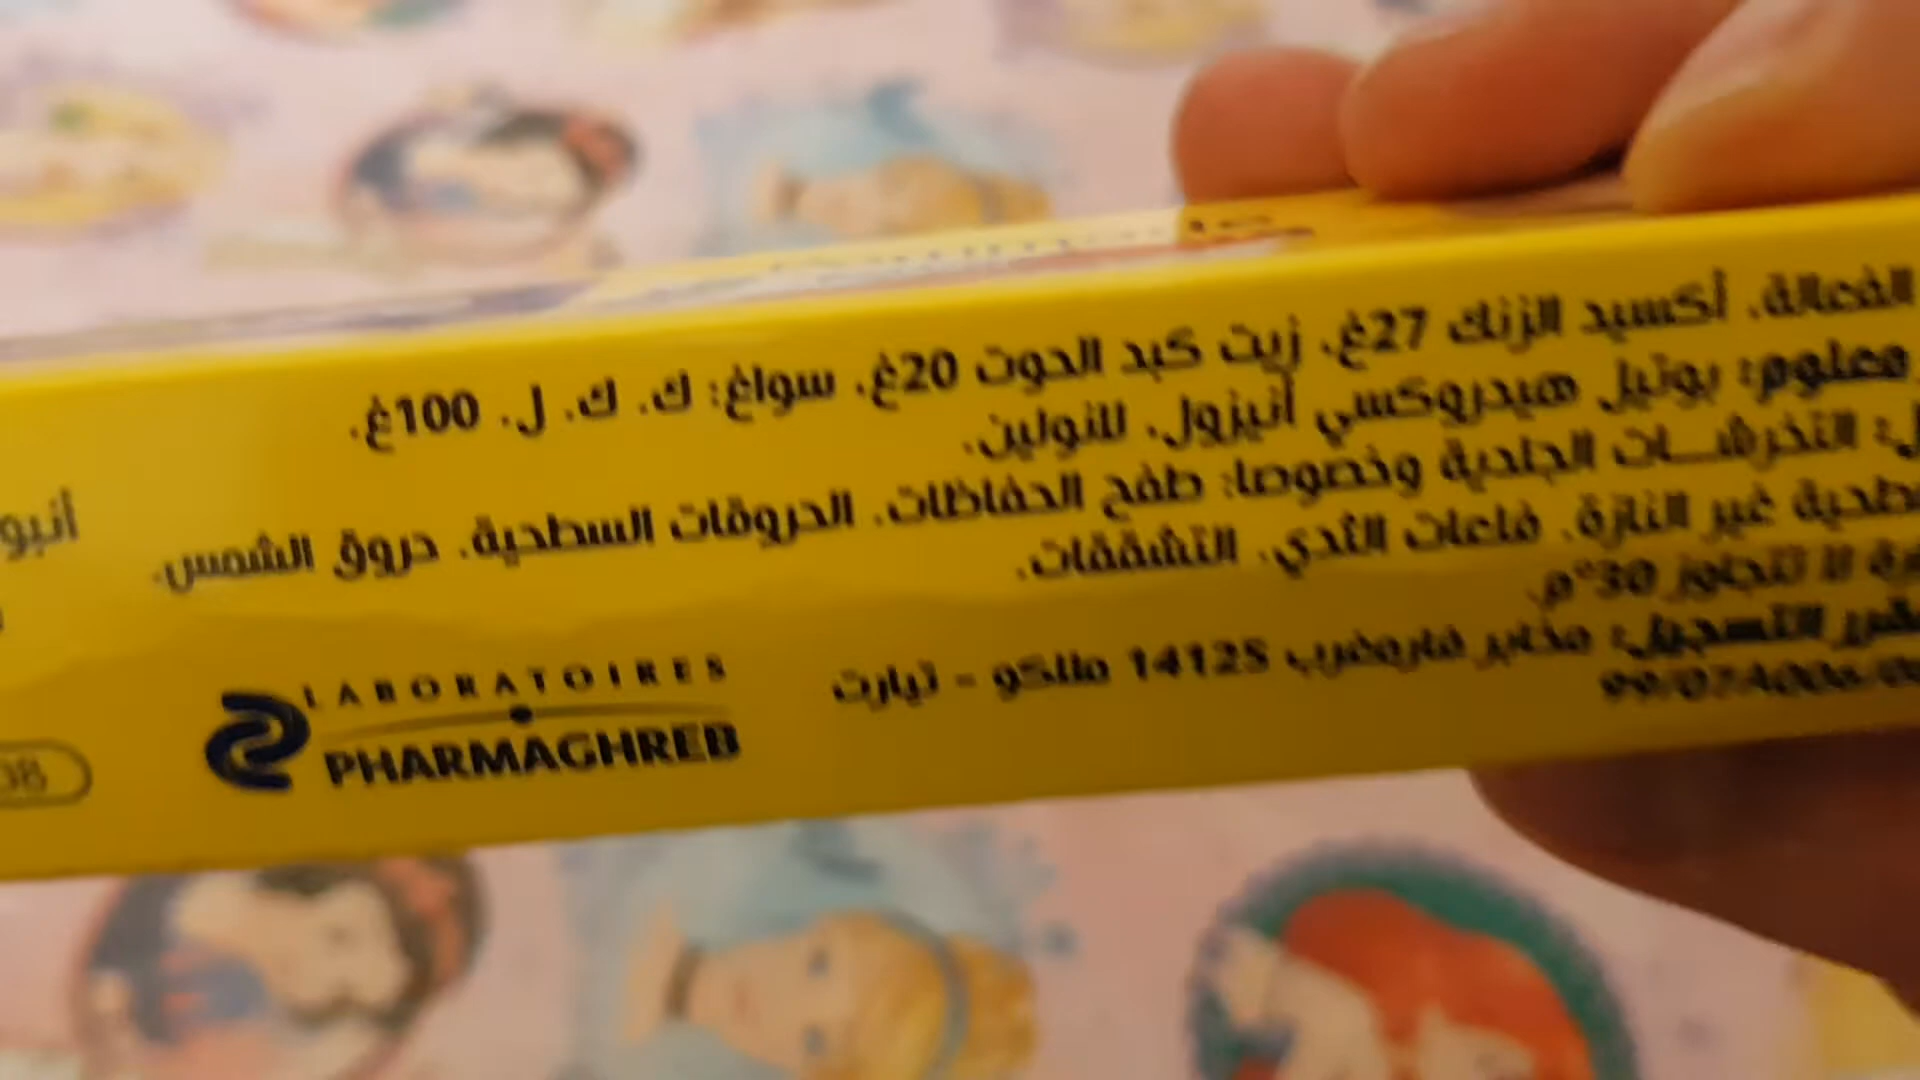 الفعالة. أكسيد الزنك 27غ. زيت كبد الحوت 20غ. سواغ: ك. ك. ل. 100غ.
معلوم: بوتيل هيدروكسي أنيزول. للنولين.
التخرشات الجلدية وخصوصا: طفح الحفاظات. الحروقات السطحية. حروق الشمس.
غير النازة. فلعات الثدي. التشققات.
لا تتجاوز 30°م.
التسجيل: مخابر فارمغرب 14125 ملاكو - تيارت
LABORATOIRES
PHARMAGHREB